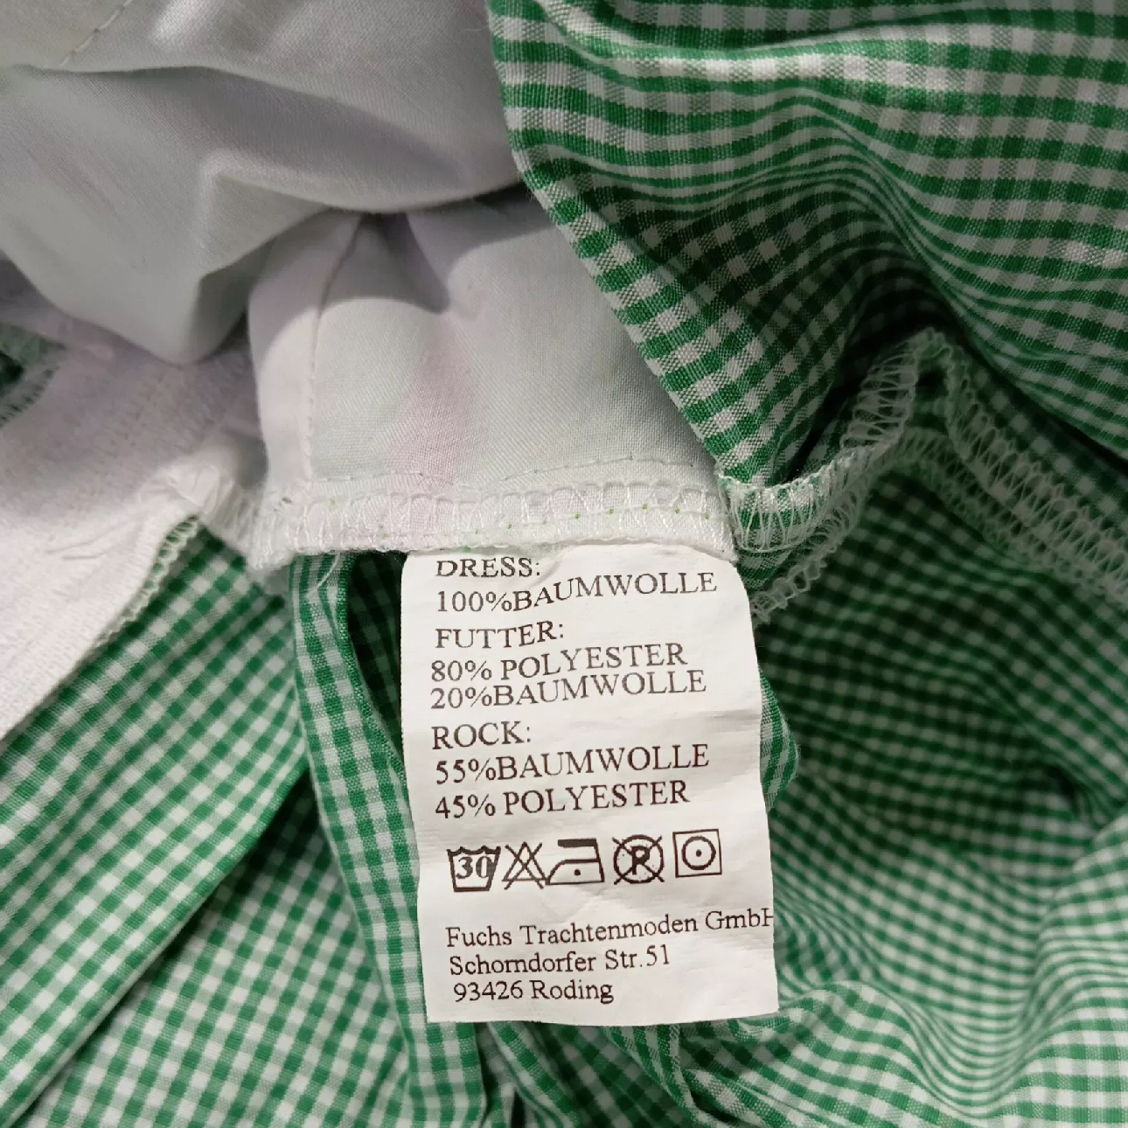 DRESS:
100%BAUMWOLLE
FUTTER:
80% POLYESTER
20%BAUMWOLLE
ROCK:
55%BAUMWOLLE
45% POLYESTER
30 P
Fuchs Trachtenmoden GmbH
Schorndorfer Str.51
93426 Roding